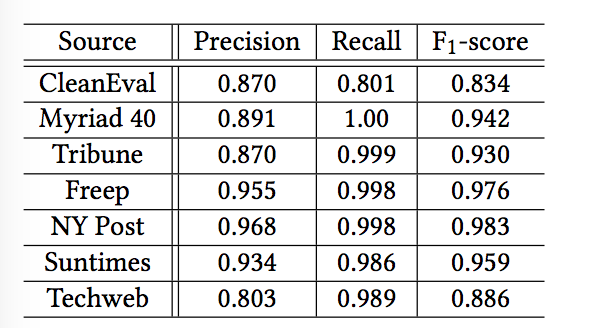 Source Precision Recall F₁-score
CleanEval 0.870 0.801 0.834
Myriad 40 0.891 1.00 0.942
Tribune 0.870 0.999 0.930
Freep 0.955 0.998 0.976
NY Post 0.968 0.998 0.983
Suntimes 0.934 0.986 0.959
Techweb 0.803 0.989 0.886